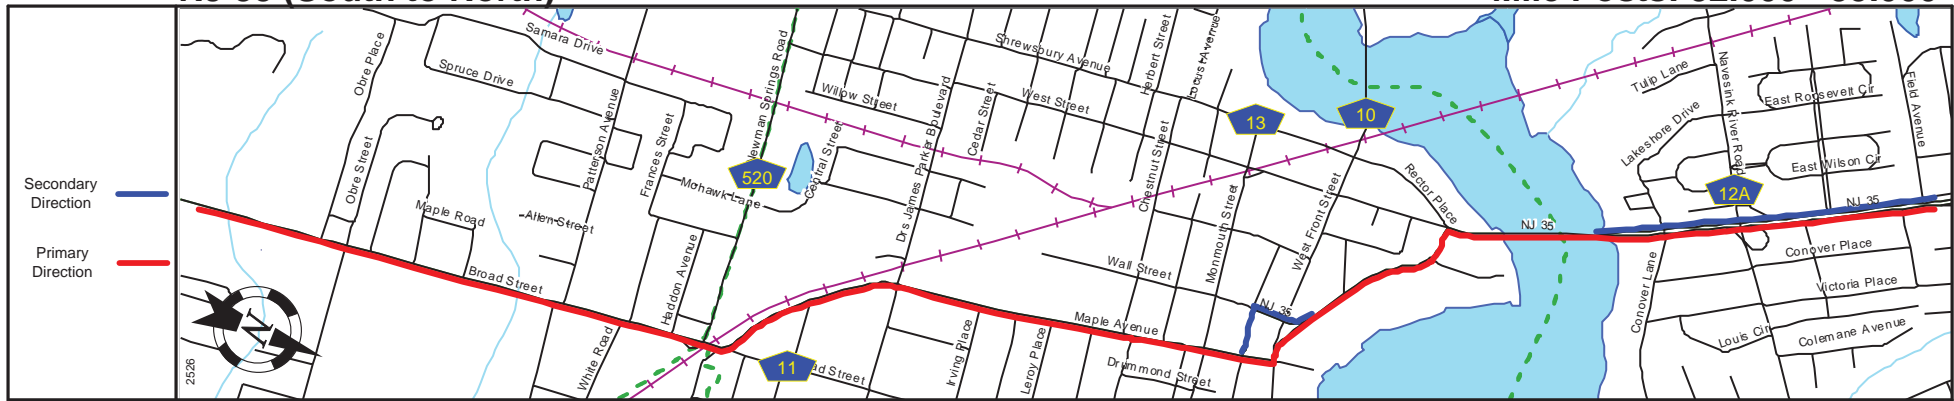 Secondary
Direction
Primary
Direction
2526
N
Obre Place
Samara Drive
Spruce Drive
Obre Street
Patterson Avenue
Frances Street
Newman Springs Road
520
Mohawk Lane
Maple Road
Allen Street
Broad Street
Haddon Avenue
White Road
Willow Street
Central Street
Drs James Parker Boulevard
Cedar Street
Shrewsbury Avenue
West Street
Herbert Street
Locust Avenue
Chestnut Street
Monmouth Street
West Front Street
Wall Street
Maple Avenue
Drummond Street
Irving Place
Leroy Place
11
ad Street
13
10
NJ 35
Rector Place
NJ 35
Tulip Lane
Lakeshore Drive
Navesink River Road
East Roosevelt Cir
East Wilson Cir
Field Avenue
12A
NJ 35
Conover Lane
Conover Place
Victoria Place
Louis Cir
Colemane Avenue